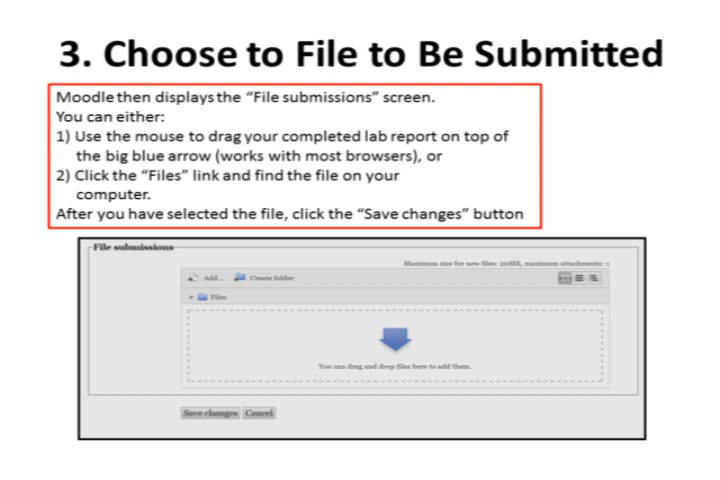 3. Choose to File to Be Submitted
Moodle then displays the “File submissions” screen.
You can either:
1) Use the mouse to drag your completed lab report on top of
the big blue arrow (works with most browsers), or
2) Click the “Files” link and find the file on your
computer.
After you have selected the file, click the “Save changes” button
File submissions
Maximum size for new files: 20MB, maximum attachments: 1
Add... Create folder
Files
You can drag and drop files here to add them.
Save changes Cancel